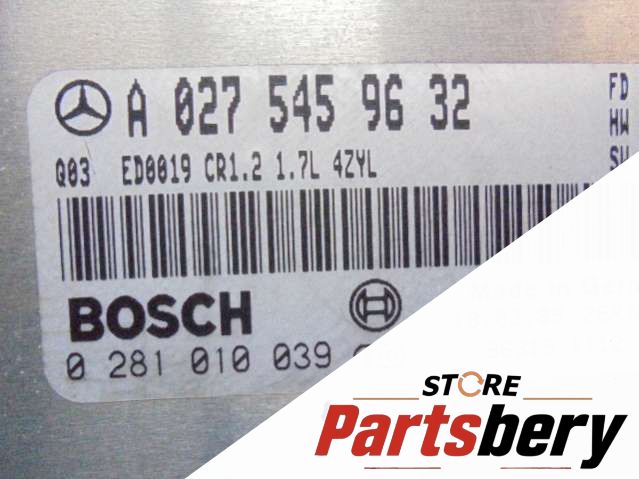 A 027 545 96 32
FD
HW
Q03 ED0019 CR1.2 1.7L 4ZYL
BOSCH
0 281 010 039
STORE
Partsbery